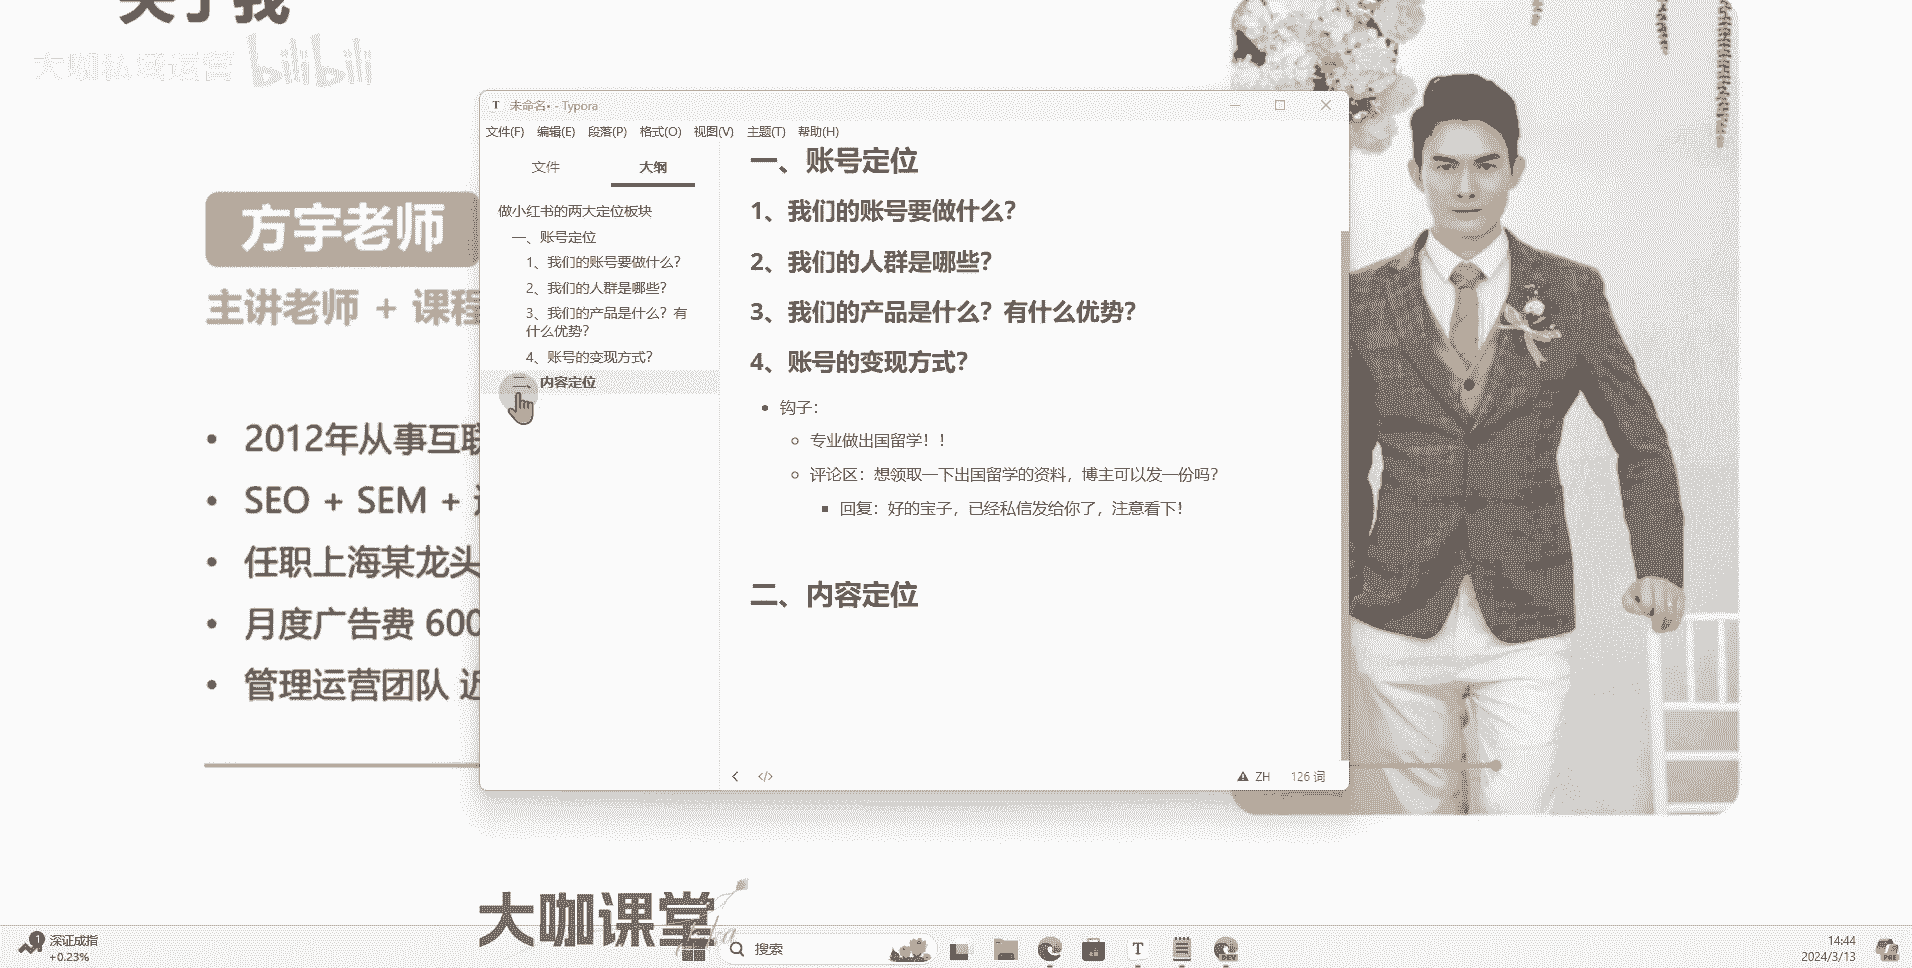 关于我
大咖私域运营 bilibili
方宇老师
主讲老师 + 课程
2012年从事互联
SEO + SEM +
任职上海某龙头
月度广告费 600
管理运营团队 近
未命名• - Typora
文件(F) 编辑(E) 段落(P) 格式(O) 视图(V) 主题(T) 帮助(H)
文件 大纲
做小红书的两大定位板块
一、账号定位
1、我们的账号要做什么？
2、我们的人群是哪些？
3、我们的产品是什么？有
什么优势？
4、账号的变现方式？
二、内容定位
一、账号定位
1、我们的账号要做什么？
2、我们的人群是哪些？
3、我们的产品是什么？有什么优势？
4、账号的变现方式？
钩子：
专业做出国留学！！
评论区：想领取一下出国留学的资料，博主可以发一份吗？
回复：好的宝子，已经私信发给你了，注意看下！
二、内容定位
ZH 126 词
大咖课堂
深证成指
+0.23%
搜索
14:44
2024/3/13